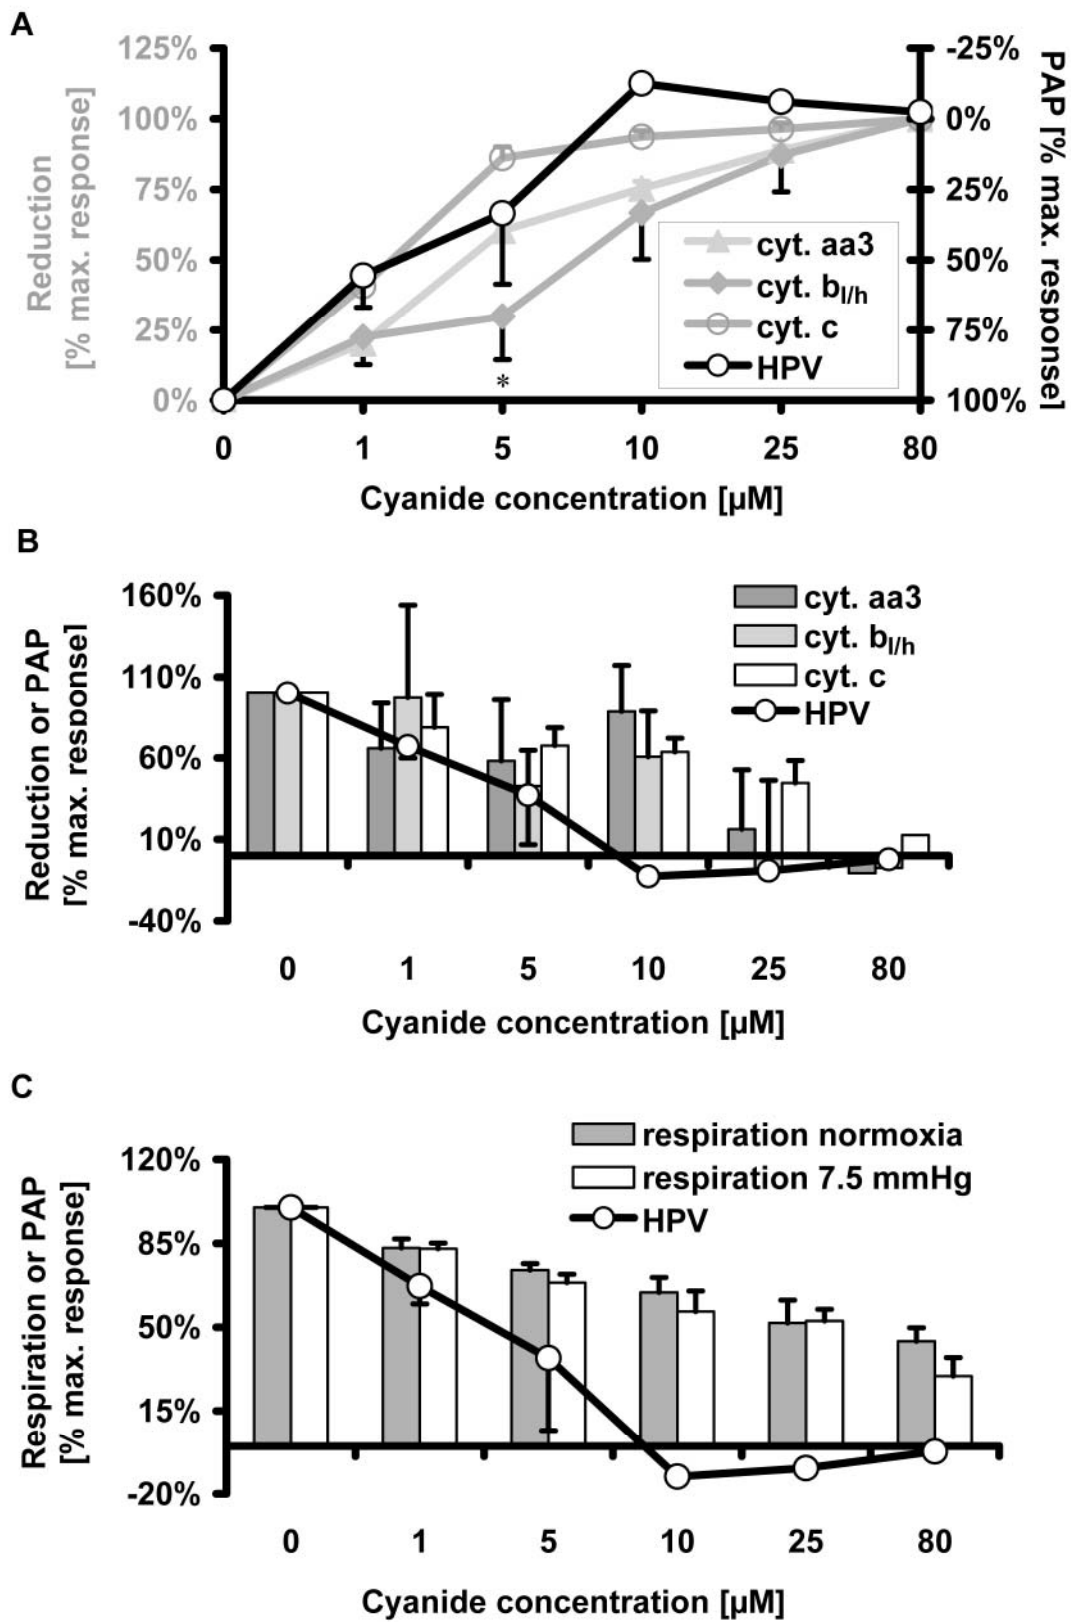 A
125%
100%
75%
50%
25%
0%
Reduction
[% max. response]
-25%
0%
25%
50%
75%
100%
PAP [% max. response]
cyt. aa3
cyt. bl/h
cyt. c
HPV
*
0 1 5 10 25 80
Cyanide concentration [µM]
B
160%
110%
60%
10%
-40%
Reduction or PAP
[% max. response]
cyt. aa3
cyt. bl/h
cyt. c
HPV
0 1 5 10 25 80
Cyanide concentration [µM]
C
120%
85%
50%
15%
-20%
Respiration or PAP
[% max. response]
respiration normoxia
respiration 7.5 mmHg
HPV
0 1 5 10 25 80
Cyanide concentration [µM]